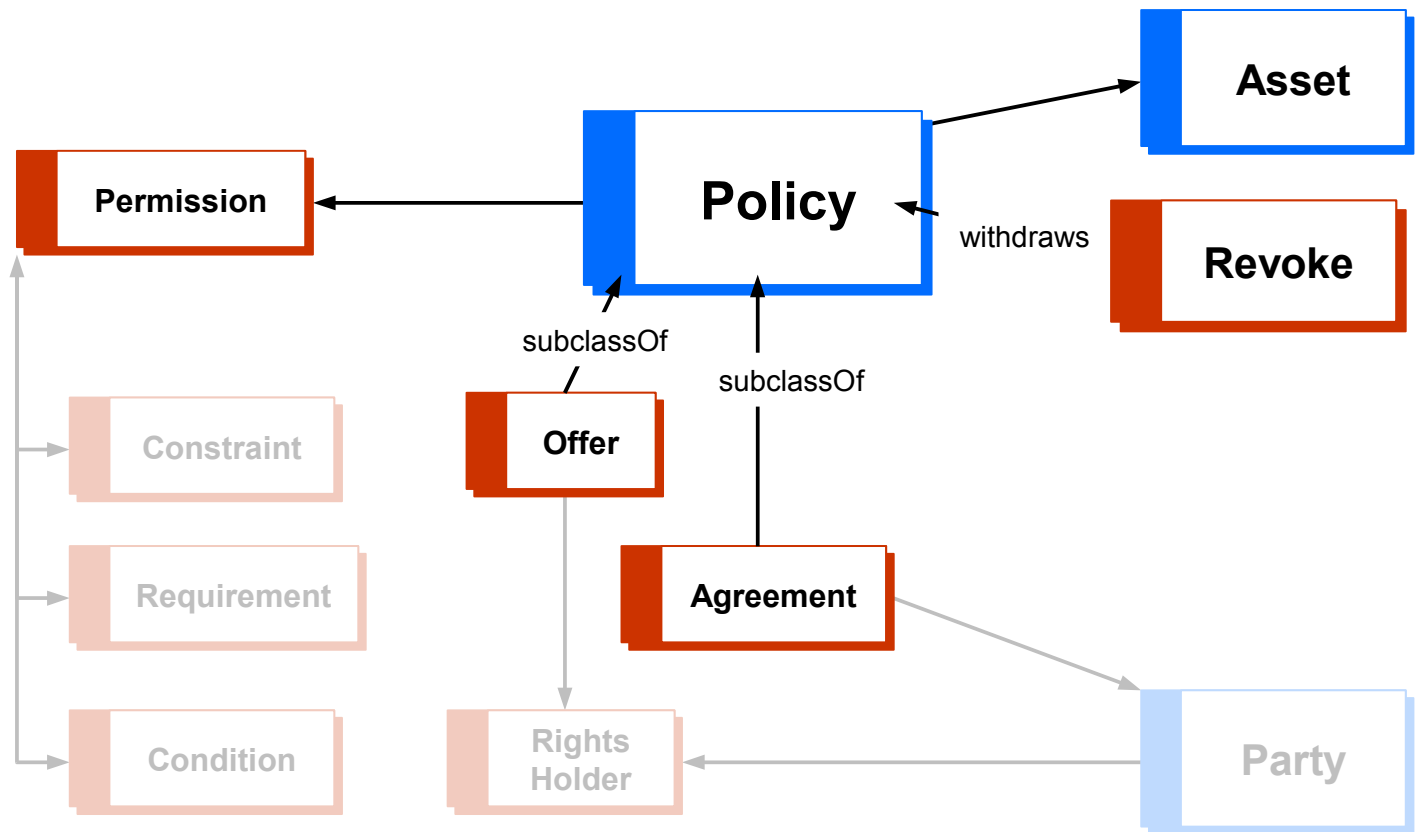 Asset
Permission
Policy
withdraws
Revoke
subclassOf
subclassOf
Constraint
Offer
Requirement
Agreement
Condition
Rights
Holder
Party